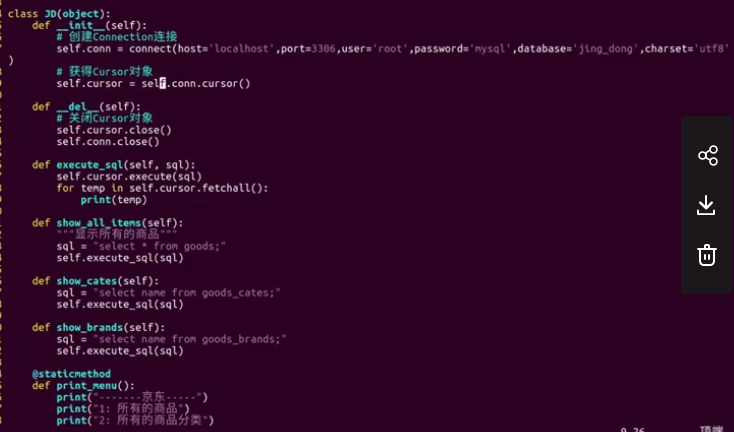 class JD(object):
    def __init__(self):
        # 创建Connection连接
        self.conn = connect(host='localhost',port=3306,user='root',password='mysql',database='jing_dong',charset='utf8'
)
        # 获得Cursor对象
        self.cursor = self.conn.cursor()
    def __del__(self):
        # 关闭Cursor对象
        self.cursor.close()
        self.conn.close()
    def execute_sql(self, sql):
        self.cursor.execute(sql)
        for temp in self.cursor.fetchall():
            print(temp)
    def show_all_items(self):
        """显示所有的商品"""
        sql = "select * from goods;"
        self.execute_sql(sql)
    def show_cates(self):
        sql = "select name from goods_cates;"
        self.execute_sql(sql)
    def show_brands(self):
        sql = "select name from goods_brands;"
        self.execute_sql(sql)
    @staticmethod
    def print_menu():
        print("-------京东-----")
        print("1: 所有的商品")
        print("2: 所有的商品分类")